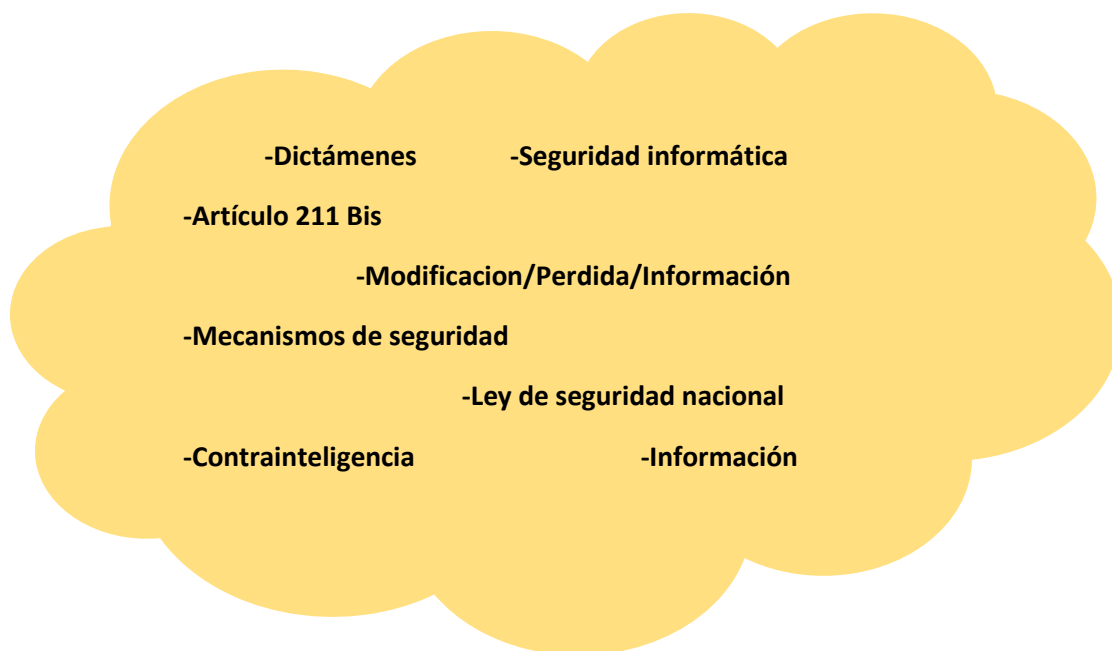 -Dictámenes -Seguridad informática
-Artículo 211 Bis
-Modificacion/Perdida/Información
-Mecanismos de seguridad
-Ley de seguridad nacional
-Contrainteligencia -Información